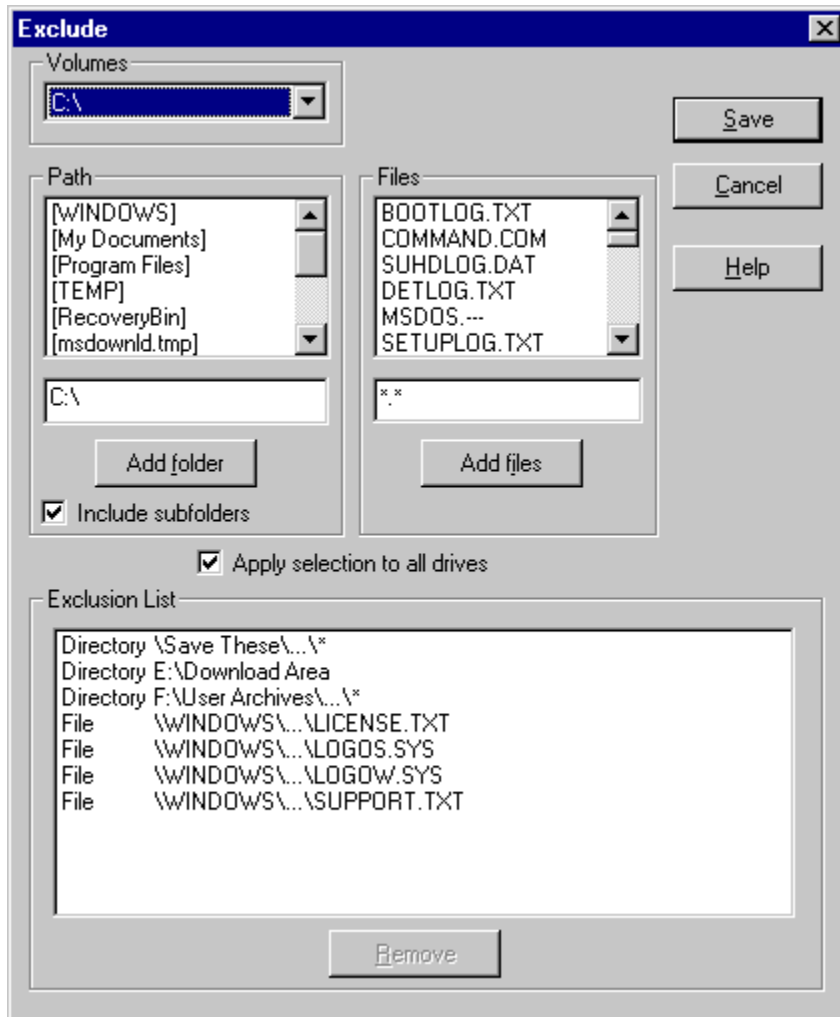 Exclude
Volumes
C:\
Save
Path
Files
Cancel
[WINDOWS]
[My Documents]
[Program Files]
[TEMP]
[RecoveryBin]
[msdownld.tmp]
BOOTLOG.TXT
COMMAND.COM
SUHDLOG.DAT
DETLOG.TXT
MSDOS.---
SETUPLOG.TXT
Help
C:\
*.*
Add folder
Add files
Include subfolders
Apply selection to all drives
Exclusion List
Directory \Save These\...\*
Directory E:\Download Area
Directory F:\User Archives\...\*
File \WINDOWS\...\LICENSE.TXT
File \WINDOWS\...\LOGOS.SYS
File \WINDOWS\...\LOGOW.SYS
File \WINDOWS\...\SUPPORT.TXT
Remove